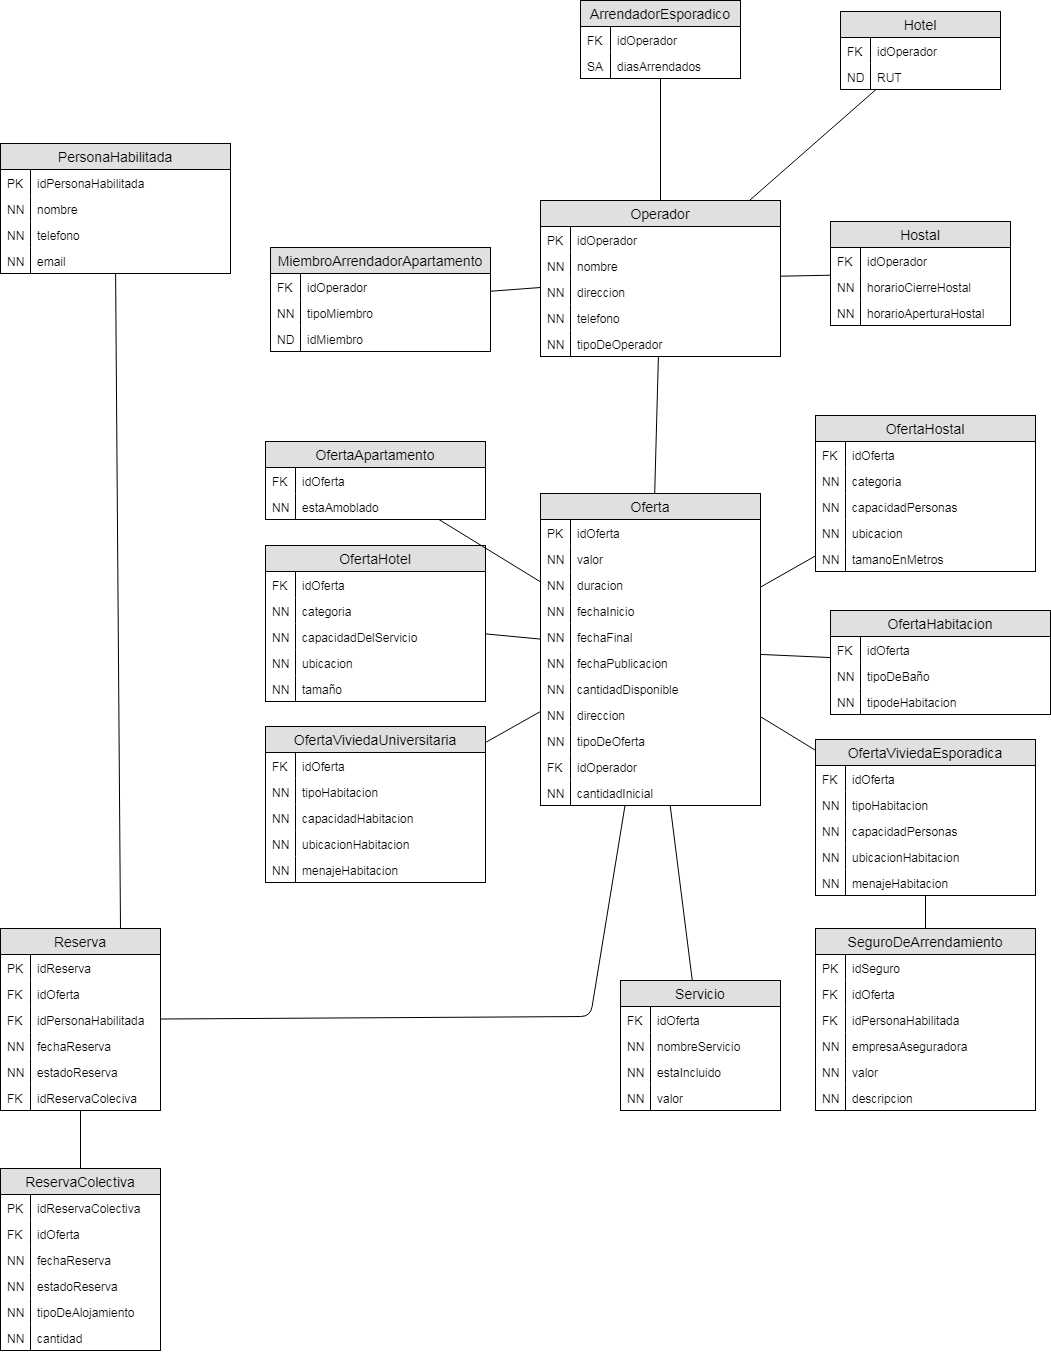 ArrendadorEsporadico
FK idOperador
SA diasArrendados
Hotel
FK idOperador
ND RUT
PersonaHabilitada
PK idPersonaHabilitada
NN nombre
NN telefono
NN email
Operador
PK idOperador
NN nombre
NN direccion
NN telefono
NN tipoDeOperador
Hostal
FK idOperador
NN horarioCierreHostal
NN horarioAperturaHostal
MiembroArrendadorApartamento
FK idOperador
NN tipoMiembro
ND idMiembro
OfertaApartamento
FK idOferta
NN estaAmoblado
OfertaHostal
FK idOferta
NN categoria
NN capacidadPersonas
NN ubicacion
NN tamanoEnMetros
Oferta
PK idOferta
NN valor
NN duracion
NN fechaInicio
NN fechaFinal
NN fechaPublicacion
NN cantidadDisponible
NN direccion
NN tipoDeOferta
FK idOperador
NN cantidadInicial
OfertaHotel
FK idOferta
NN categoria
NN capacidadDelServicio
NN ubicacion
NN tamaño
OfertaHabitacion
FK idOferta
NN tipoDeBaño
NN tipodeHabitacion
OfertaViviedaUniversitaria
FK idOferta
NN tipoHabitacion
NN capacidadHabitacion
NN ubicacionHabitacion
NN menajeHabitacion
OfertaViviedaEsporadica
FK idOferta
NN tipoHabitacion
NN capacidadPersonas
NN ubicacionHabitacion
NN menajeHabitacion
Reserva
PK idReserva
FK idOferta
FK idPersonaHabilitada
NN fechaReserva
NN estadoReserva
FK idReservaColeciva
Servicio
FK idOferta
NN nombreServicio
NN estaIncluido
NN valor
SeguroDeArrendamiento
PK idSeguro
FK idOferta
FK idPersonaHabilitada
NN empresaAseguradora
NN valor
NN descripcion
ReservaColectiva
PK idReservaColectiva
FK idOferta
NN fechaReserva
NN estadoReserva
NN tipoDeAlojamiento
NN cantidad